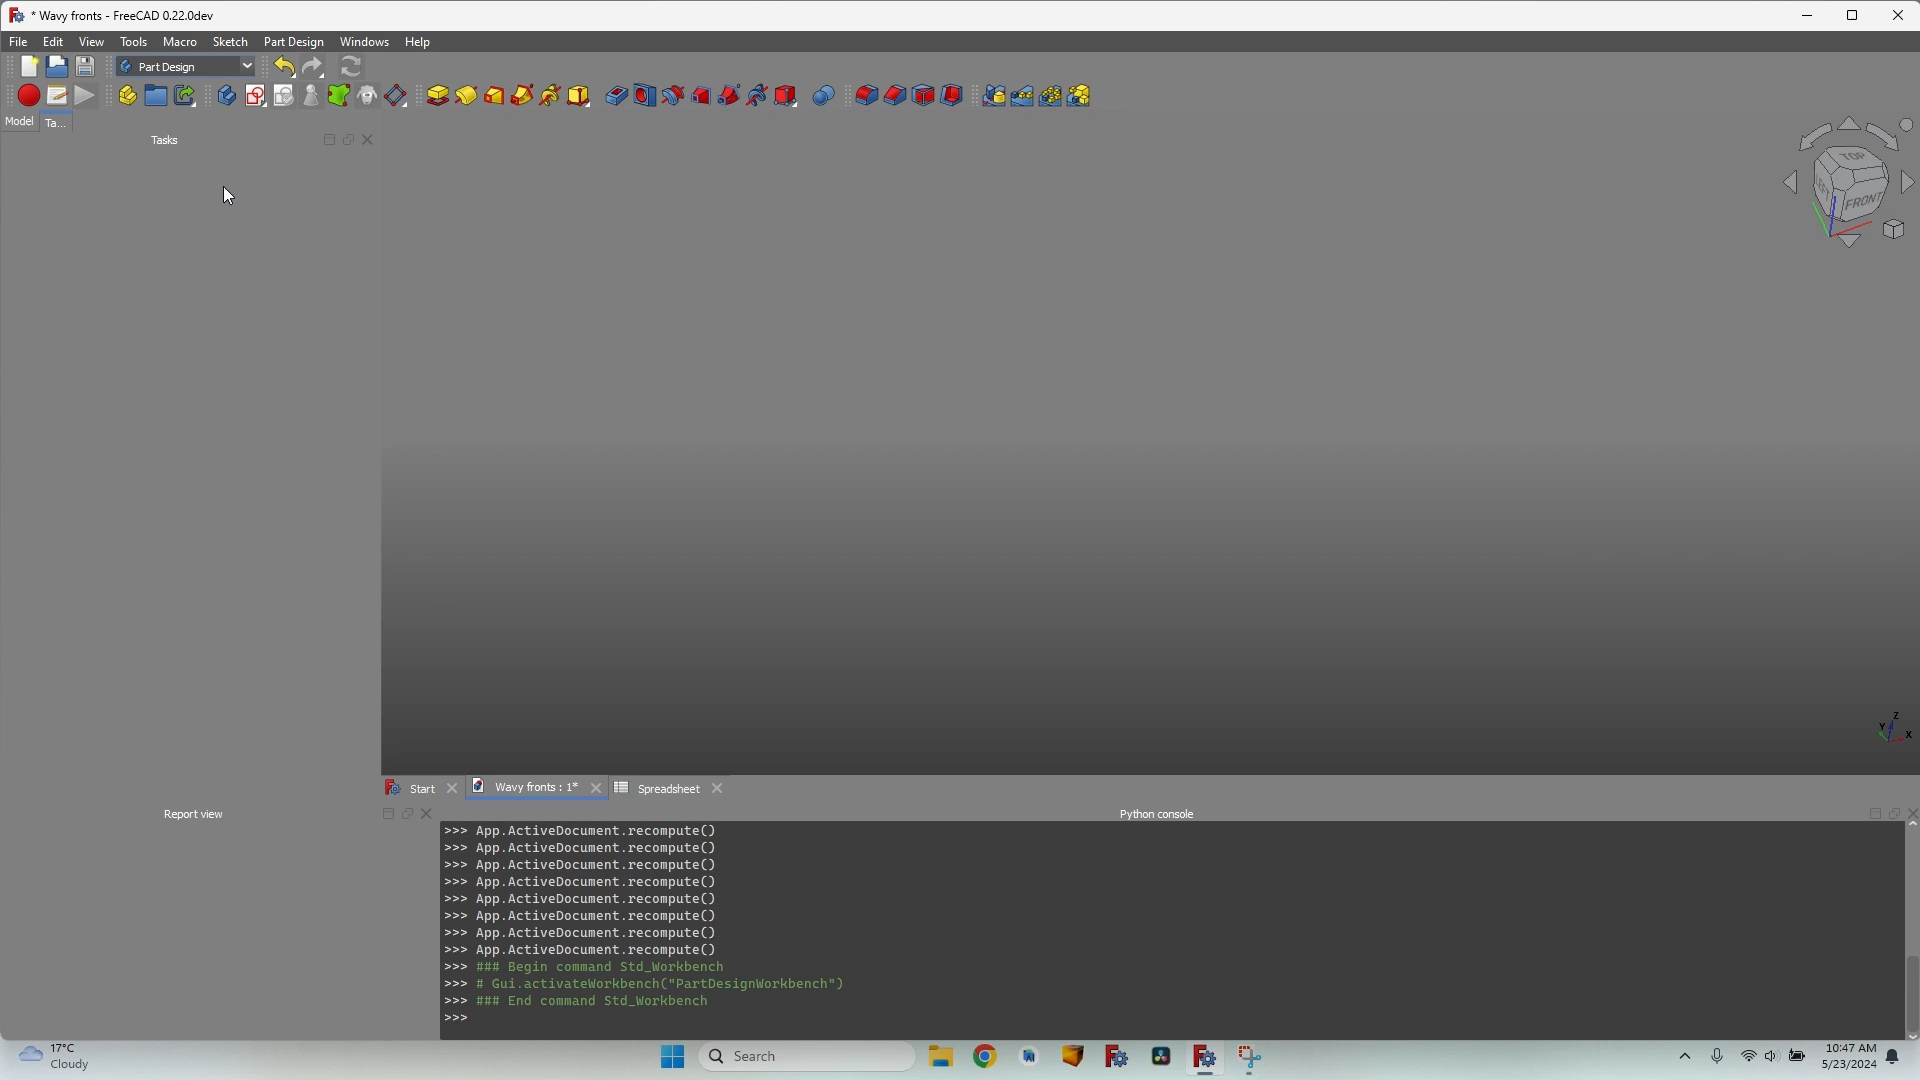 * Wavy fronts - FreeCAD 0.22.0dev
File Edit View Tools Macro Sketch Part Design Windows Help
Part Design
Model Ta...
Tasks
TOP
LEFT
FRONT
Z
Y
X
Start Wavy fronts : 1* Spreadsheet
Report view
Python console
>>> App.ActiveDocument.recompute()
>>> App.ActiveDocument.recompute()
>>> App.ActiveDocument.recompute()
>>> App.ActiveDocument.recompute()
>>> App.ActiveDocument.recompute()
>>> App.ActiveDocument.recompute()
>>> App.ActiveDocument.recompute()
>>> App.ActiveDocument.recompute()
>>> ### Begin command Std_Workbench
>>> # Gui.activateWorkbench("PartDesignWorkbench")
>>> ### End command Std_Workbench
>>>
17°C
Cloudy
Search
10:47 AM
5/23/2024